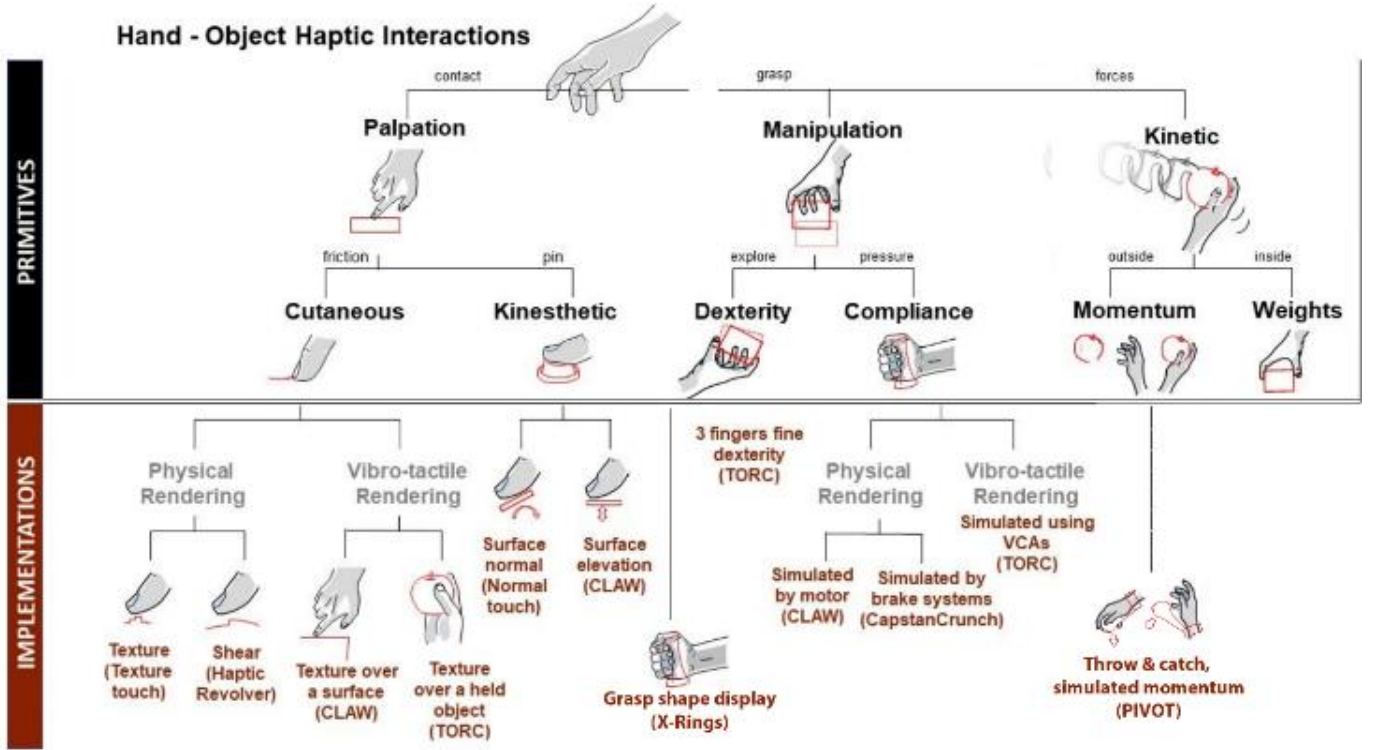 Hand - Object Haptic Interactions
contact
grasp
forces
PRIMITIVES
Palpation
Manipulation
Kinetic
friction
pin
explore
pressure
outside
inside
Cutaneous
Kinesthetic
Dexterity
Compliance
Momentum
Weights
IMPLEMENTATIONS
Physical
Rendering
Vibro-tactile
Rendering
3 fingers fine
dexterity
(TORC)
Physical
Rendering
Vibro-tactile
Rendering
Simulated using
VCAs
(TORC)
Surface
normal
(Normal
touch)
Surface
elevation
(CLAW)
Simulated
by motor
(CLAW)
Simulated by
brake systems
(CapstanCrunch)
Texture
(Texture
touch)
Shear
(Haptic
Revolver)
Texture over
a surface
(CLAW)
Texture
over a held
object
(TORC)
Grasp shape display
(X-Rings)
Throw & catch,
simulated momentum
(PIVOT)